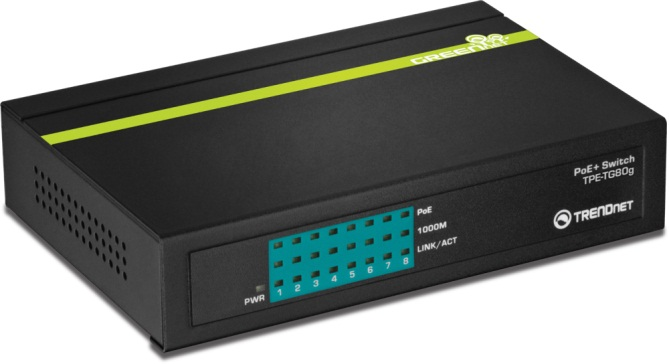 GREENnet
PoE+ Switch
TPE-TG80g
TRENDNET
PoE
1000M
LINK/ACT
PWR
1 2 3 4 5 6 7 8